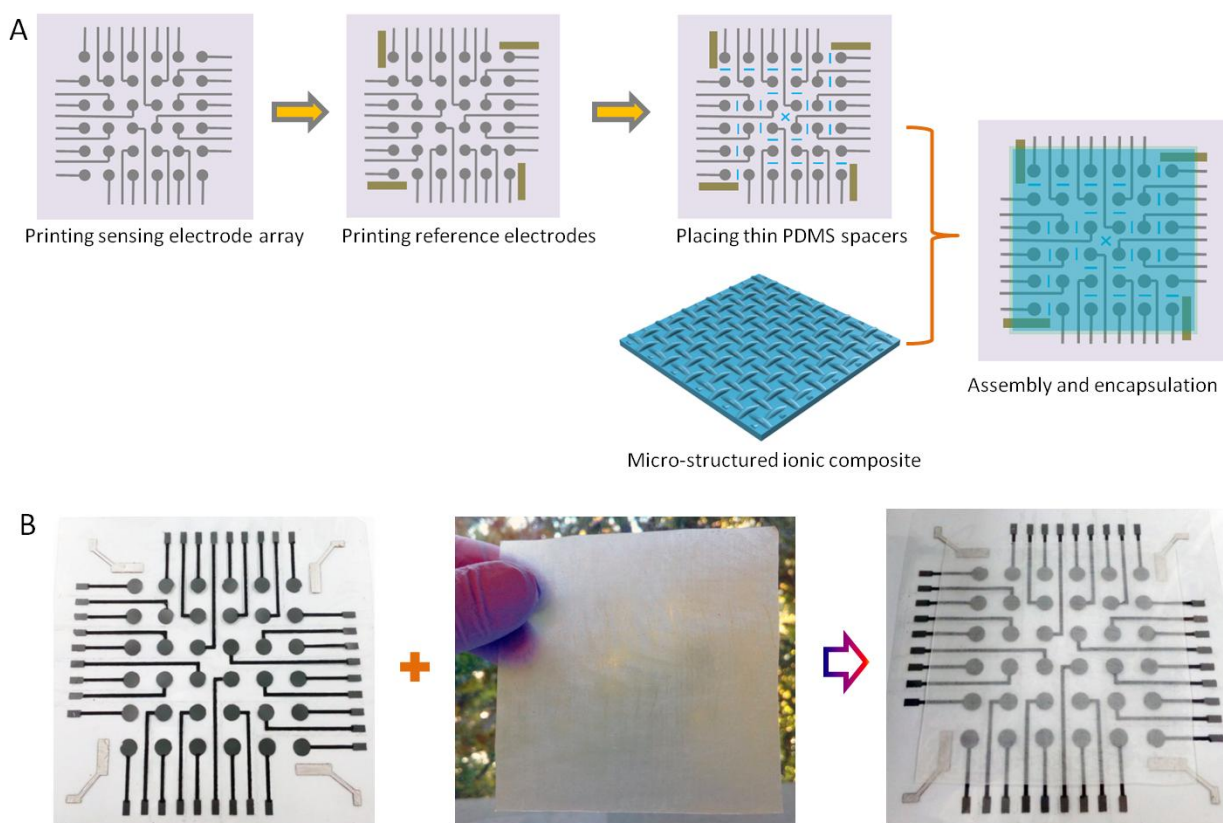 A
Printing sensing electrode array
Printing reference electrodes
Placing thin PDMS spacers
Assembly and encapsulation
Micro-structured ionic composite
B